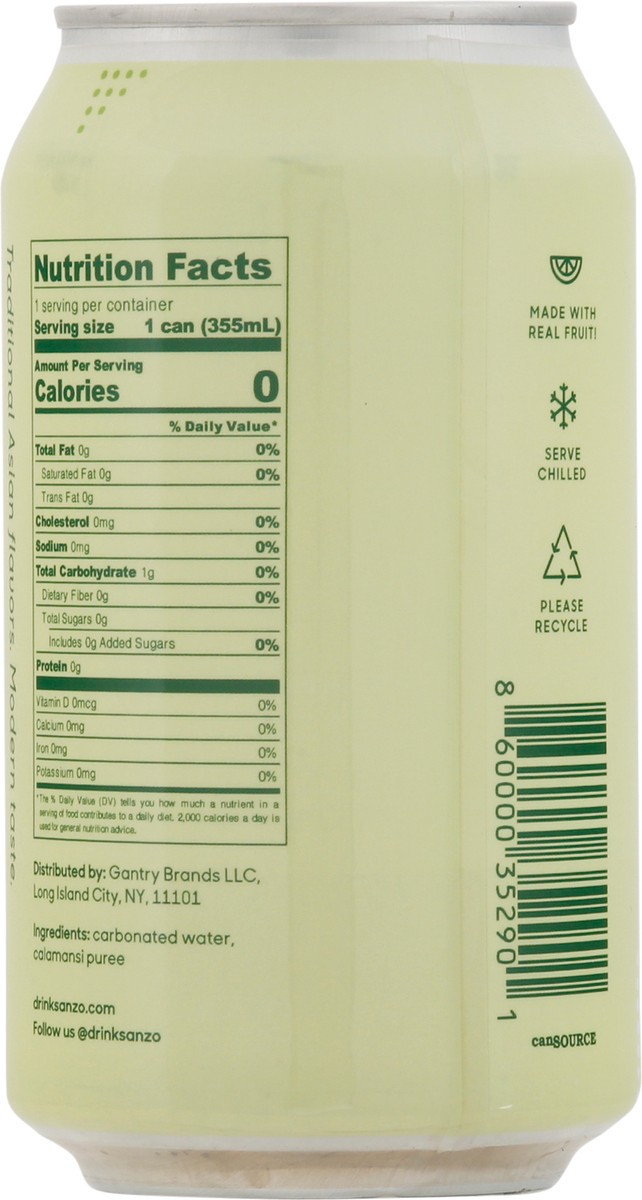 Traditional Asian flavors. Modern taste.
Nutrition Facts
1 serving per container
Serving size 1 can (355mL)
Amount Per Serving
Calories 0
% Daily Value*
Total Fat 0g 0%
Saturated Fat 0g 0%
Trans Fat 0g
Cholesterol 0mg 0%
Sodium 0mg 0%
Total Carbohydrate 1g 0%
Dietary Fiber 0g 0%
Total Sugars 0g
Includes 0g Added Sugars 0%
Protein 0g
Vitamin D 0mcg 0%
Calcium 0mg 0%
Iron 0mg 0%
Potassium 0mg 0%
*The % Daily Value (DV) tells you how much a nutrient in a
serving of food contributes to a daily diet. 2,000 calories a day is
used for general nutrition advice.
Distributed by: Gantry Brands LLC,
Long Island City, NY, 11101
Ingredients: carbonated water,
calamansi puree
drinksanzo.com
Follow us @drinksanzo
MADE WITH
REAL FRUIT!
SERVE
CHILLED
PLEASE
RECYCLE
8 60000 35290 1
canSOURCE